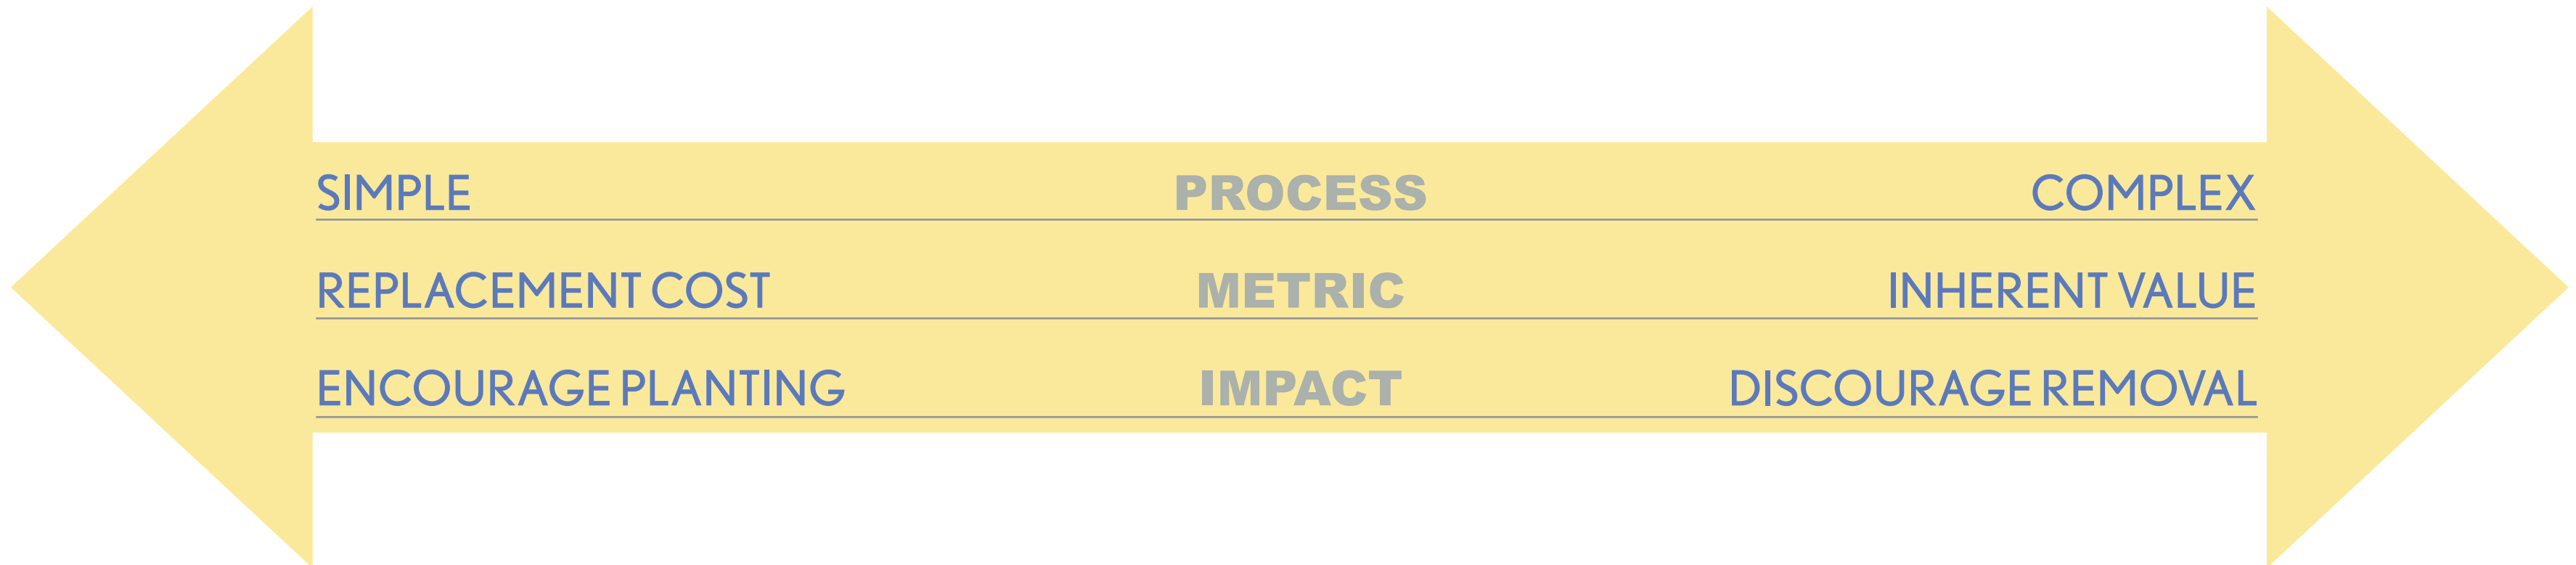 SIMPLE PROCESS COMPLEX
REPLACEMENT COST METRIC INHERENT VALUE
ENCOURAGE PLANTING IMPACT DISCOURAGE REMOVAL